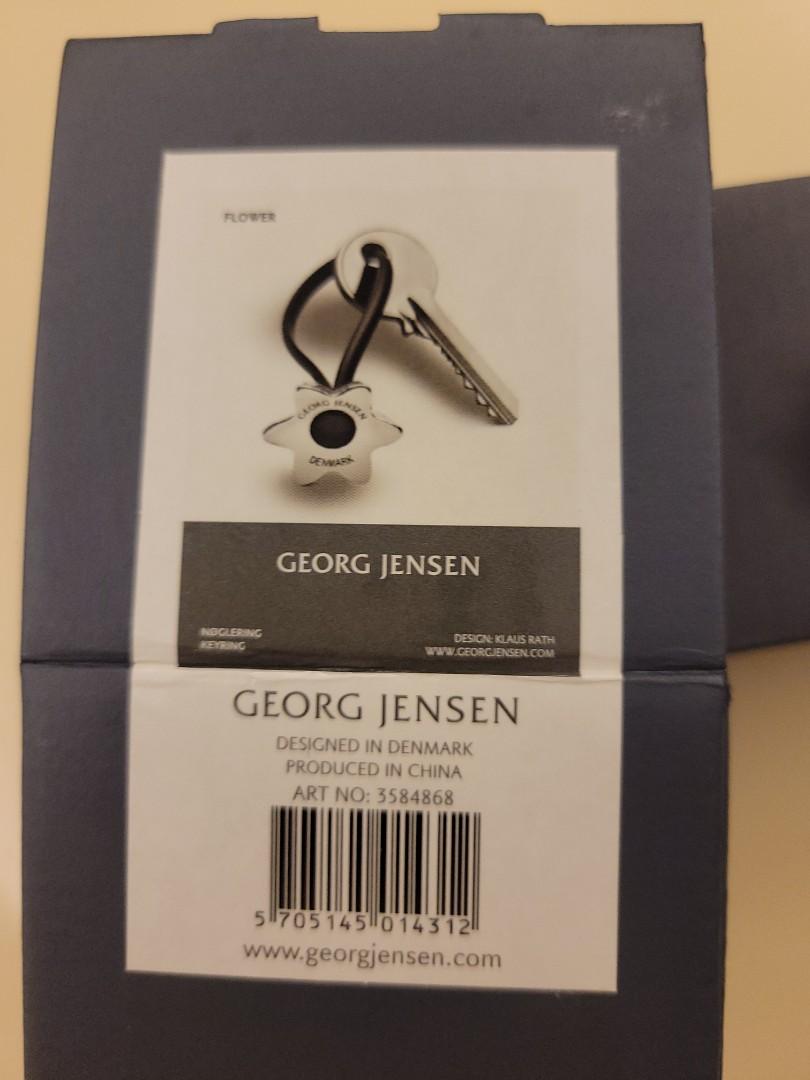 FLOWER
GEORG JENSEN
DENMARK
GEORG JENSEN
NØGLERING
KEYRING
DESIGN: KLAUS RATH
WWW.GEORGJENSEN.COM
GEORG JENSEN
DESIGNED IN DENMARK
PRODUCED IN CHINA
ART NO: 3584868
5 705145 014312
www.georgjensen.com